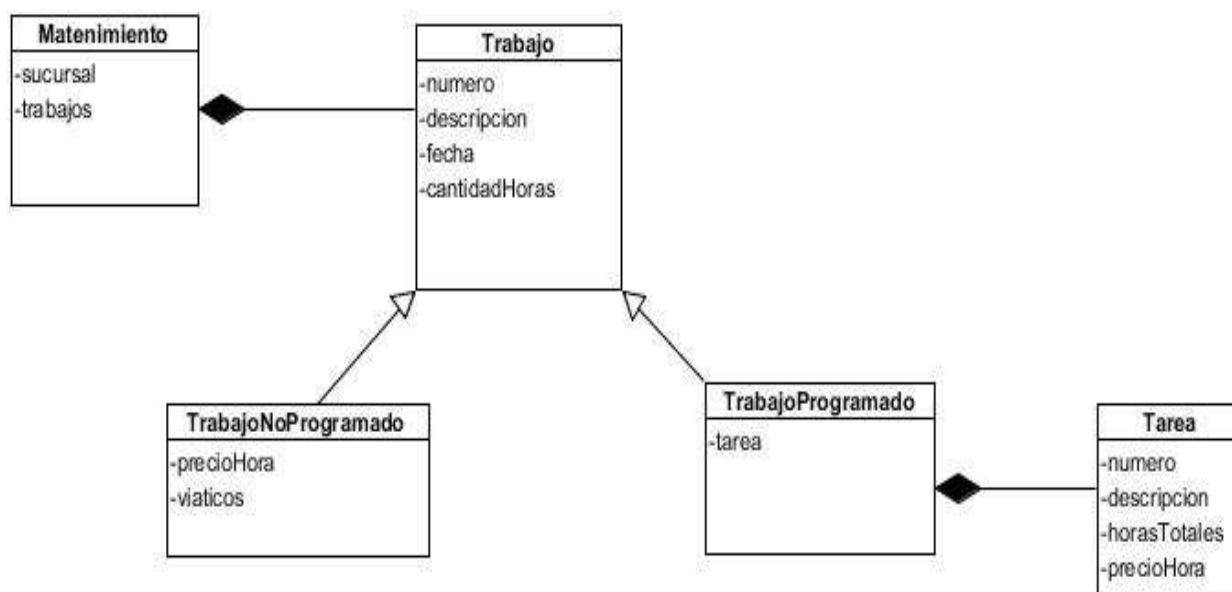 Matenimiento
-sucursal
-trabajos
Trabajo
-numero
-descripcion
-fecha
-cantidadHoras
TrabajoNoProgramado
-precioHora
-viaticos
TrabajoProgramado
-tarea
Tarea
-numero
-descripcion
-horasTotales
-precioHora